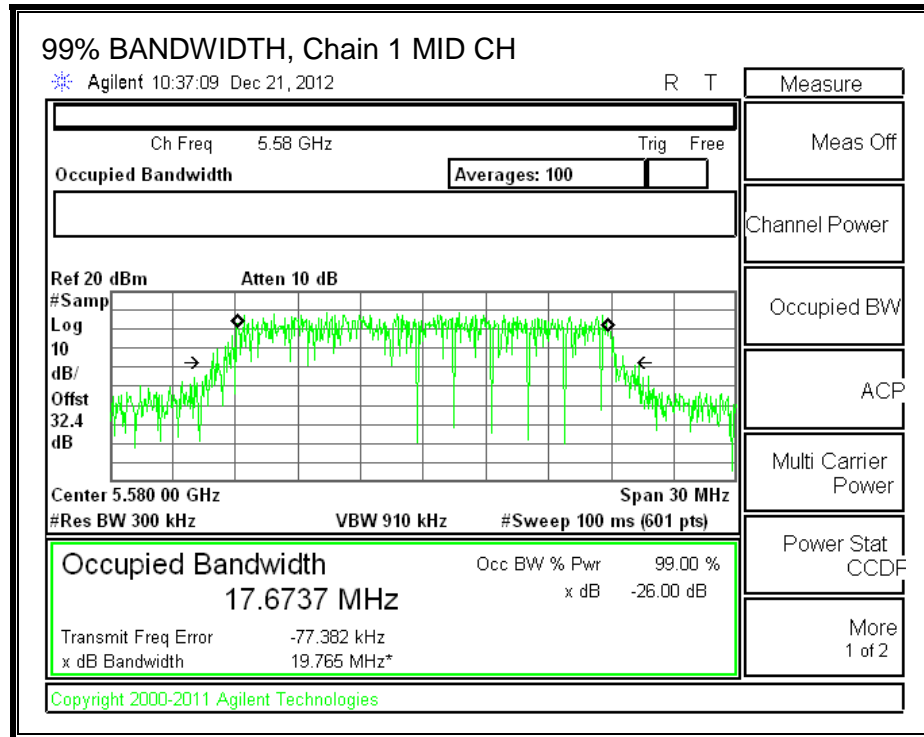 99% BANDWIDTH, Chain 1 MID CH
Agilent 10:37:09 Dec 21, 2012 R T
Measure
Ch Freq 5.58 GHz Trig Free
Occupied Bandwidth Averages: 100
Ref 20 dBm Atten 10 dB
#Samp
Log
10
dB/
Offst
32.4
dB
Center 5.580 00 GHz Span 30 MHz
#Res BW 300 kHz VBW 910 kHz #Sweep 100 ms (601 pts)
Occupied Bandwidth Occ BW % Pwr 99.00 %
17.6737 MHz x dB -26.00 dB
Transmit Freq Error -77.382 kHz
x dB Bandwidth 19.765 MHz*
Copyright 2000-2011 Agilent Technologies
Meas Off
Channel Power
Occupied BW
ACP
Multi Carrier
Power
Power Stat
CCDF
More
1 of 2